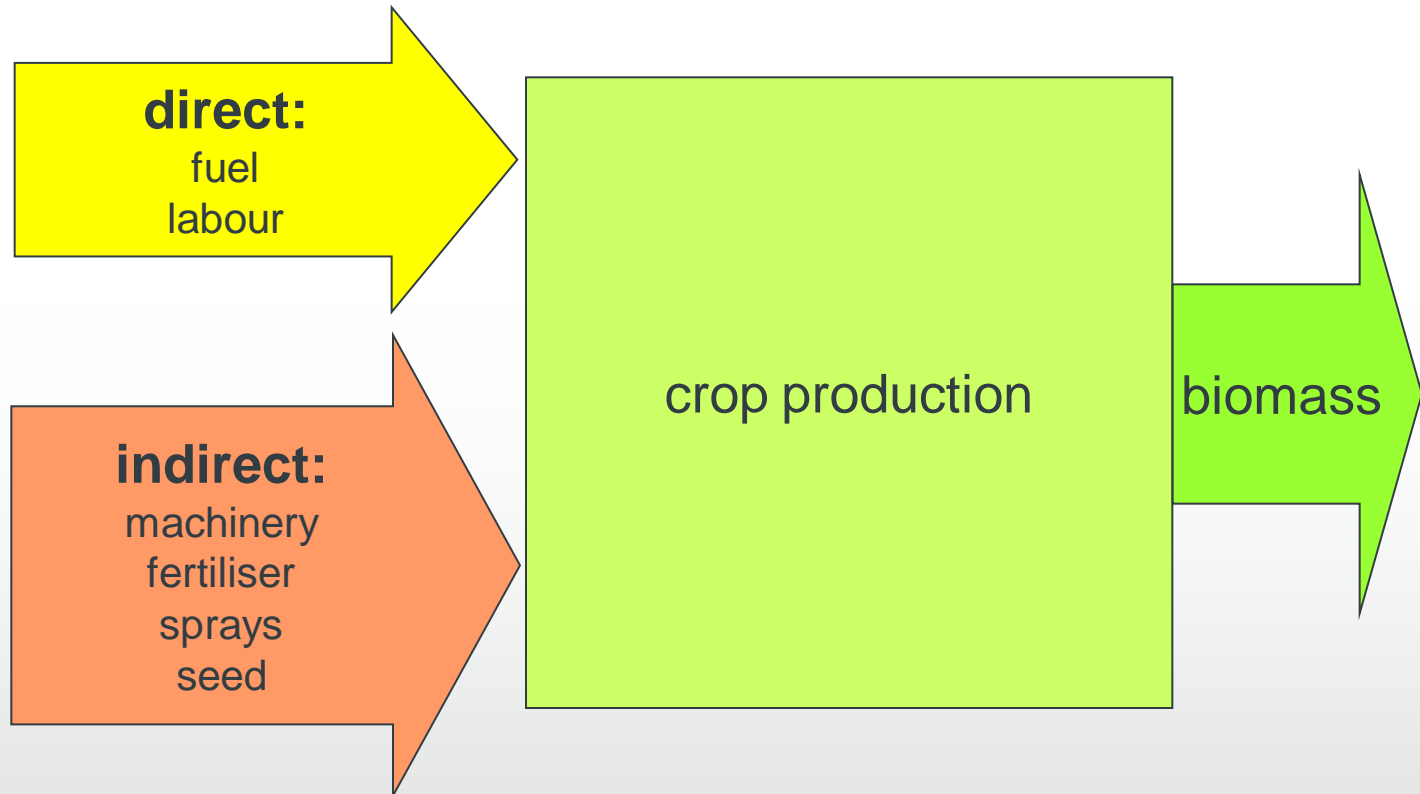 direct:
fuel
labour
indirect:
machinery
fertiliser
sprays
seed
crop production
biomass